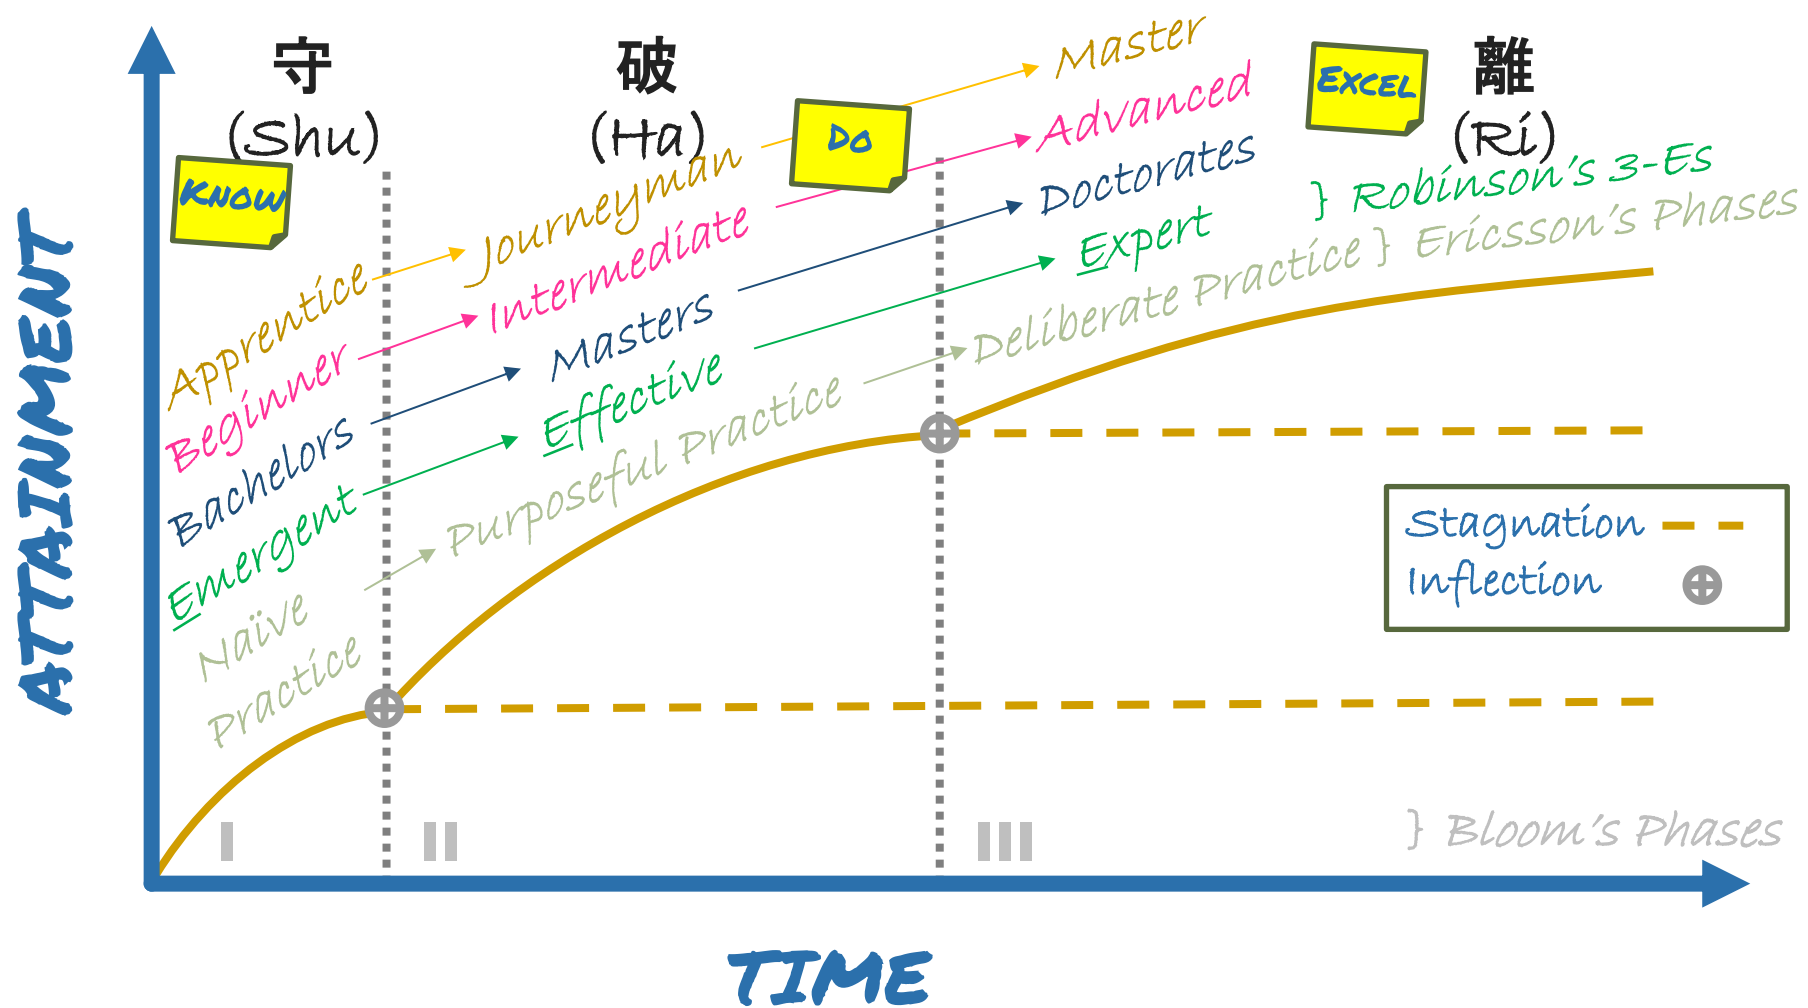 守
(Shu)
破
(Ha)
離
(Ri)
Know
Do
Excel
Apprentice
Journeyman
Master
Beginner
Intermediate
Advanced
Bachelors
Masters
Doctorates
Emergent
Effective
Expert
} Robinson's 3-Es
Naïve
Practice
Purposeful Practice
Deliberate Practice } Ericsson's Phases
Stagnation
Inflection
I
II
III
} Bloom's Phases
ATTAINMENT
TIME